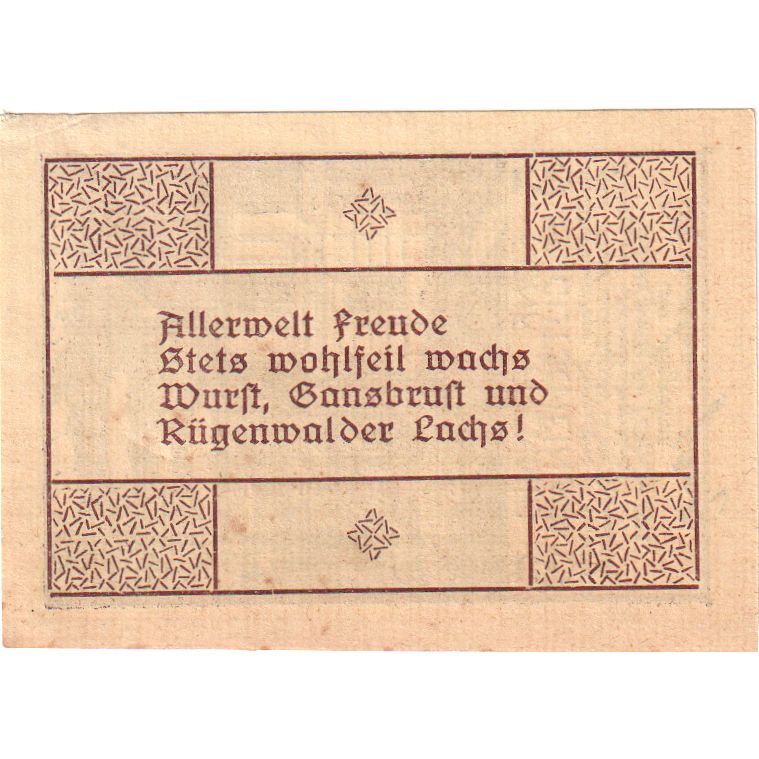 Allerwelt Freude
Stets wohlfeil wachs
Wurst, Gansbrust und
Rügenwalder Lachs!